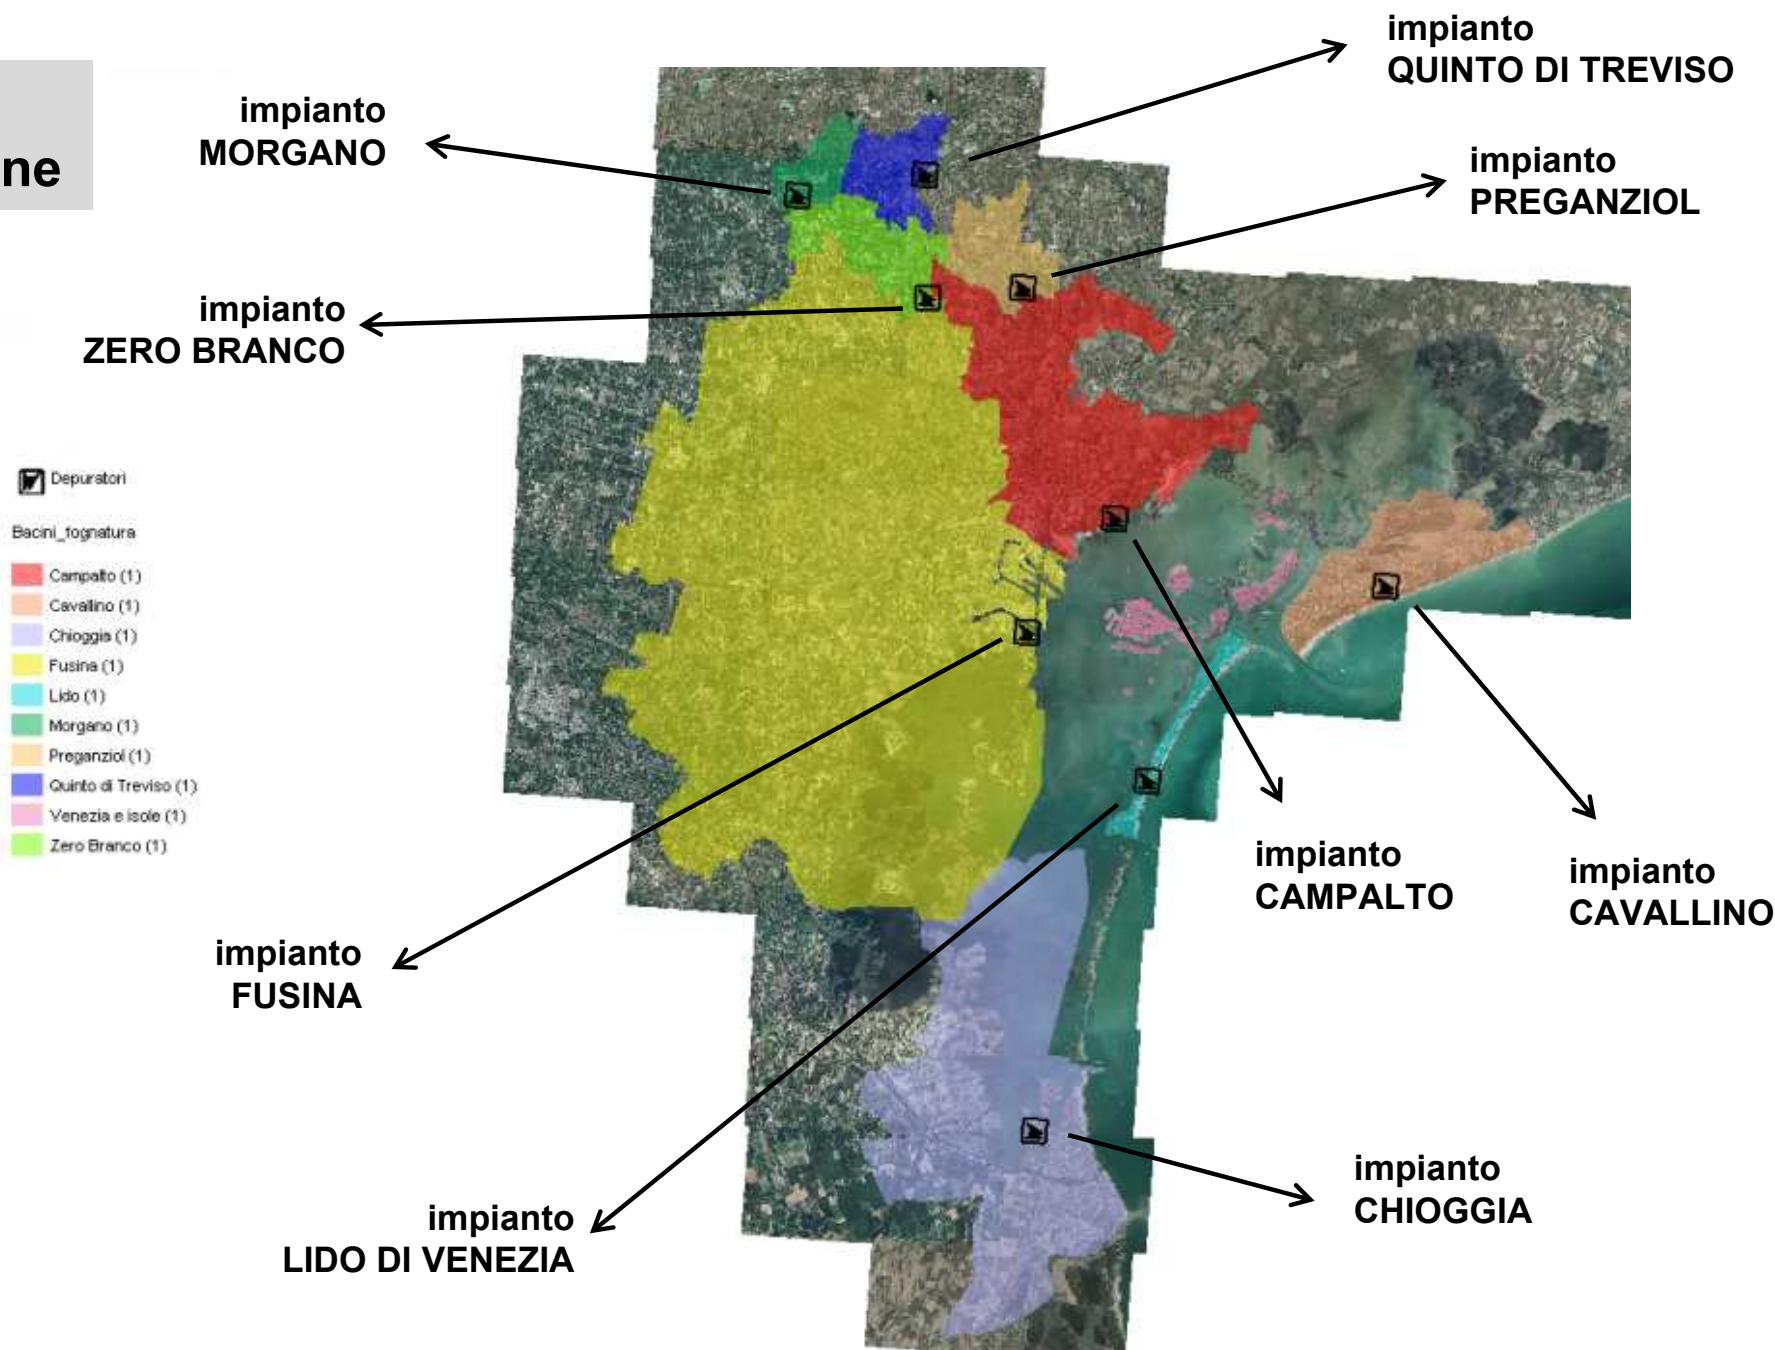 ne
impianto
QUINTO DI TREVISO
impianto
MORGANO
impianto
PREGANZIOL
impianto
ZERO BRANCO
Depuratori
Bacini_fognatura
Campalto (1)
Cavallino (1)
Chioggia (1)
Fusina (1)
Lido (1)
Morgano (1)
Preganziol (1)
Quinto di Treviso (1)
Venezia e isole (1)
Zero Branco (1)
impianto
CAMPALTO
impianto
CAVALLINO
impianto
FUSINA
impianto
CHIOGGIA
impianto
LIDO DI VENEZIA